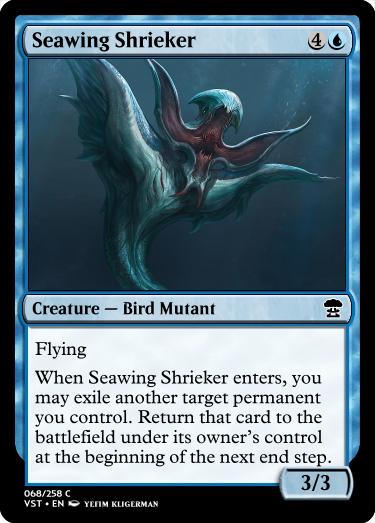 Seawing Shrieker 4
Creature — Bird Mutant
Flying
When Seawing Shrieker enters, you
may exile another target permanent
you control. Return that card to the
battlefield under its owner's control
at the beginning of the next end step.
3/3
068/258 C
VST • EN YEFIM KLIGERMAN